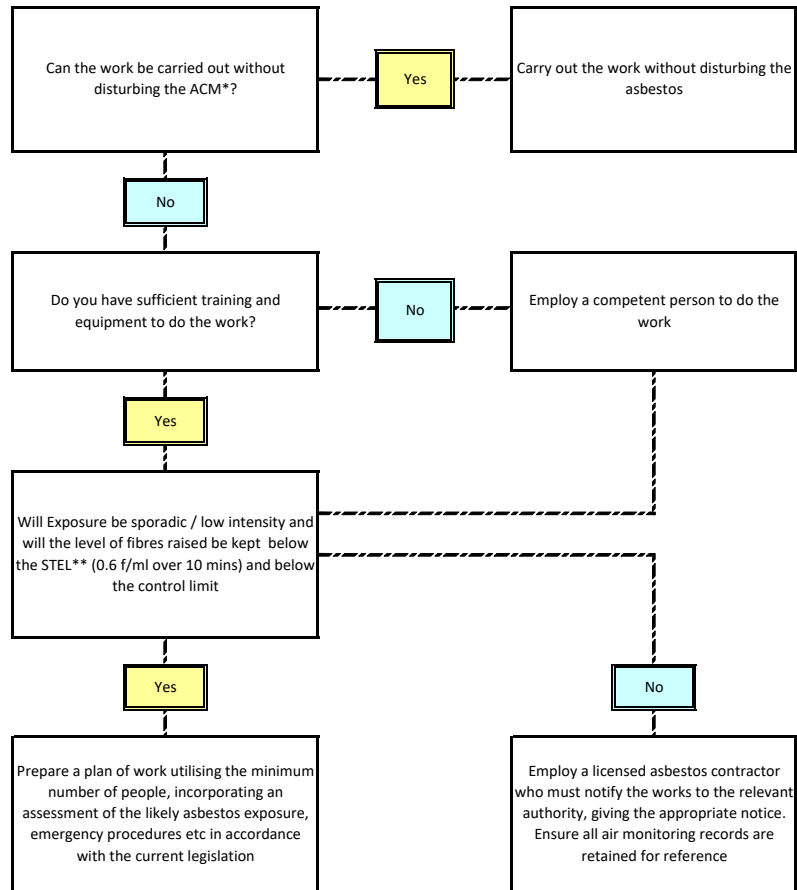 Can the work be carried out without
disturbing the ACM*?
Yes
Carry out the work without disturbing the
asbestos
No
Do you have sufficient training and
equipment to do the work?
No
Employ a competent person to do the
work
Yes
Will Exposure be sporadic / low intensity and
will the level of fibres raised be kept below
the STEL** (0.6 f/ml over 10 mins) and below
the control limit
Yes
No
Prepare a plan of work utilising the minimum
number of people, incorporating an
assessment of the likely asbestos exposure,
emergency procedures etc in accordance
with the current legislation
Employ a licensed asbestos contractor
who must notify the works to the relevant
authority, giving the appropriate notice.
Ensure all air monitoring records are
retained for reference